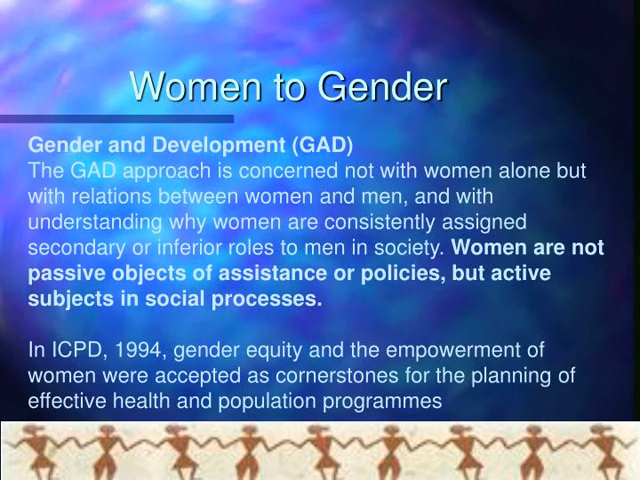 Women to Gender
Gender and Development (GAD)
The GAD approach is concerned not with women alone but
with relations between women and men, and with
understanding why women are consistently assigned
secondary or inferior roles to men in society. Women are not
passive objects of assistance or policies, but active
subjects in social processes.
In ICPD, 1994, gender equity and the empowerment of
women were accepted as cornerstones for the planning of
effective health and population programmes